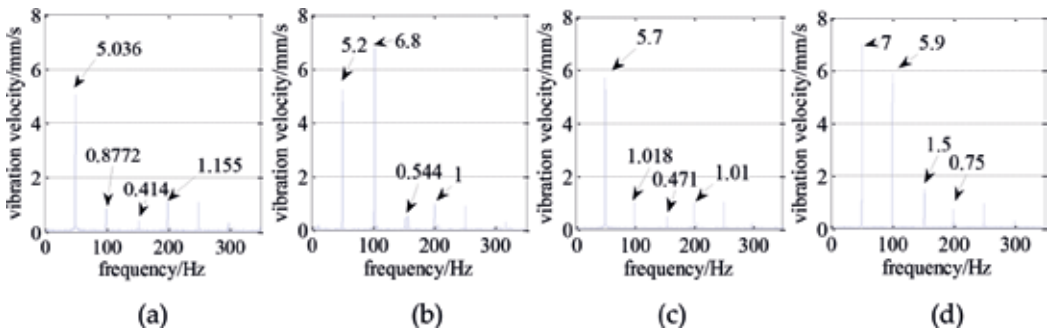 vibration velocity/mm/s
8
6
4
2
0
5.036
0.8772
0.414
1.155
0 100 200 300
frequency/Hz
(a)
vibration velocity/mm/s
8
6
4
2
0
5.2
6.8
0.544
1
0 100 200 300
frequency/Hz
(b)
vibration velocity/mm/s
8
6
4
2
0
5.7
1.018
0.471
1.01
0 100 200 300
frequency/Hz
(c)
vibration velocity/mm/s
8
6
4
2
0
7
5.9
1.5
0.75
0 100 200 300
frequency/Hz
(d)